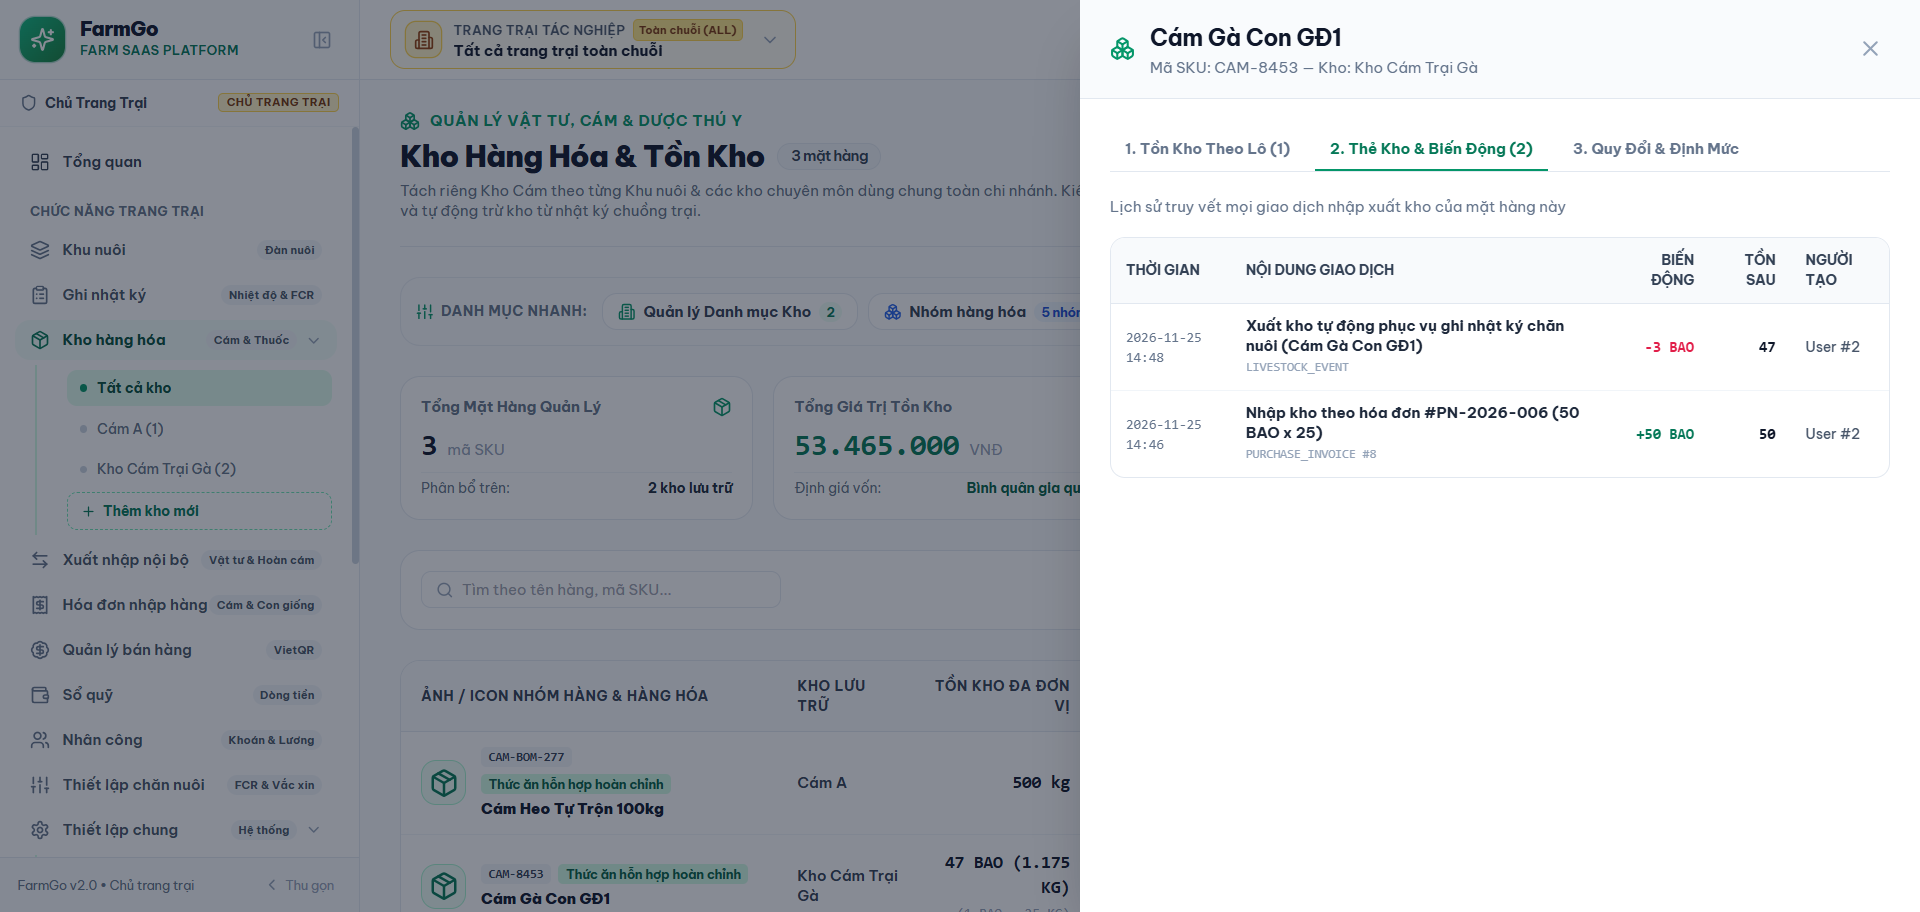 FarmGo
FARM SAAS PLATFORM
Chủ Trang Trại
CHỦ TRANG TRẠI
Tổng quan
CHỨC NĂNG TRANG TRẠI
Khu nuôi
Đàn nuôi
Ghi nhật ký
Nhiệt độ & FCR
Kho hàng hóa
Cám & Thuốc
Tất cả kho
Cám A (1)
Kho Cám Trại Gà (2)
Thêm kho mới
Xuất nhập nội bộ
Vật tư & Hoàn cám
Hóa đơn nhập hàng
Cám & Con giống
Quản lý bán hàng
VietQR
Sổ quỹ
Dòng tiền
Nhân công
Khoán & Lương
Thiết lập chăn nuôi
FCR & Vắc xin
Thiết lập chung
Hệ thống
FarmGo v2.0 • Chủ trang trại
Thu gọn
TRANG TRẠI TÁC NGHIỆP
Toàn chuỗi (ALL)
Tất cả trang trại toàn chuỗi
QUẢN LÝ VẬT TƯ, CÁM & DƯỢC THÚ Y
Kho Hàng Hóa & Tồn Kho
3 mặt hàng
Tách riêng Kho Cám theo từng Khu nuôi & các kho chuyên môn dùng chung toàn chi nhánh.
và tự động trừ kho từ nhật ký chuồng trại.
DANH MỤC NHANH:
Quản lý Danh mục Kho
2
Nhóm hàng hóa
5 nhóm
Tổng Mặt Hàng Quản Lý
3 mã SKU
Phân bổ trên:
2 kho lưu trữ
Tổng Giá Trị Tồn Kho
53.465.000 VNĐ
Định giá vốn:
Bình quân gia qu
Tìm theo tên hàng, mã SKU...
ẢNH / ICON NHÓM HÀNG & HÀNG HÓA
KHO LƯU
TRỮ
TỒN KHO ĐA ĐƠN
VỊ
CAM-BOM-277
Thức ăn hỗn hợp hoàn chỉnh
Cám Heo Tự Trộn 100kg
Cám A
500 kg
CAM-8453
Thức ăn hỗn hợp hoàn chỉnh
Cám Gà Con GĐ1
Kho Cám Trại
Gà
47 BAO (1.175
KG)
Cám Gà Con GĐ1
Mã SKU: CAM-8453 — Kho: Kho Cám Trại Gà
1. Tồn Kho Theo Lô (1)
2. Thẻ Kho & Biến Động (2)
3. Quy Đổi & Định Mức
Lịch sử truy vết mọi giao dịch nhập xuất kho của mặt hàng này
THỜI GIAN
NỘI DUNG GIAO DỊCH
BIẾN
ĐỘNG
TỒN
SAU
NGƯỜI
TẠO
2026-11-25
14:48
Xuất kho tự động phục vụ ghi nhật ký chăn
nuôi (Cám Gà Con GĐ1)
LIVESTOCK_EVENT
-3 BAO
47
User #2
2026-11-25
14:46
Nhập kho theo hóa đơn #PN-2026-006 (50
BAO x 25)
PURCHASE_INVOICE #8
+50 BAO
50
User #2